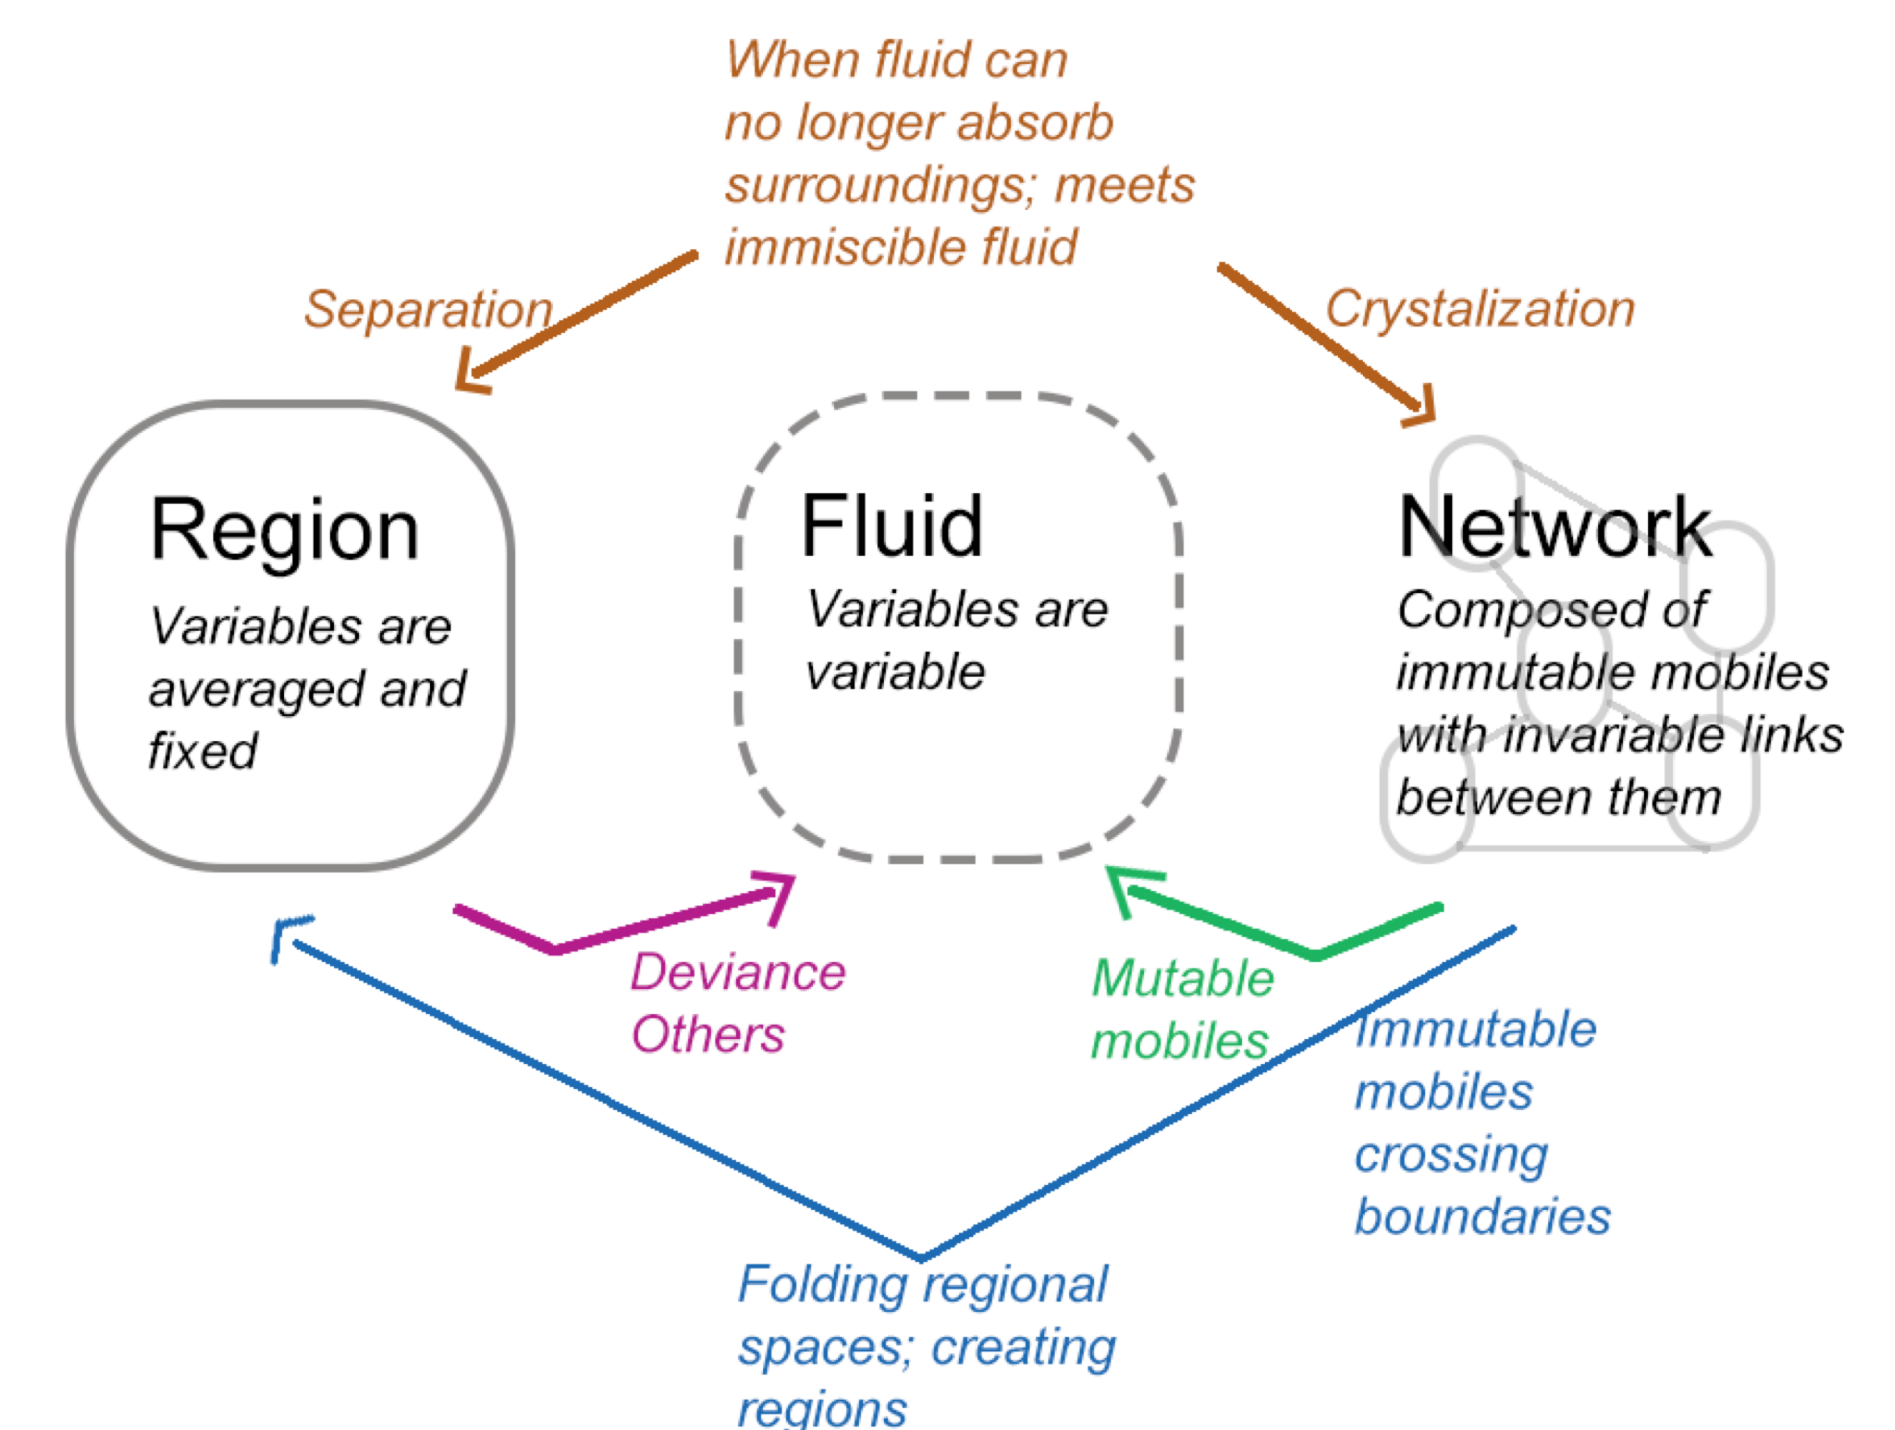 When fluid can
no longer absorb
surroundings; meets
immiscible fluid
Separation
Crystalization
Region
Variables are
averaged and
fixed
Fluid
Variables are
variable
Network
Composed of
immutable mobiles
with invariable links
between them
Deviance
Others
Mutable
mobiles
Immutable
mobiles
crossing
boundaries
Folding regional
spaces; creating
regions